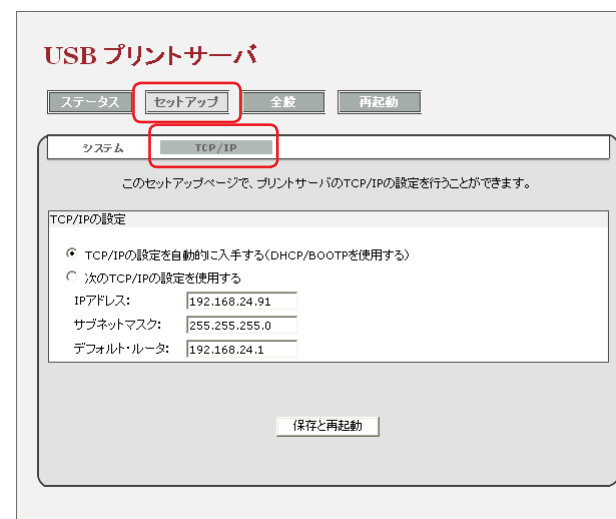 USB プリントサーバ
ステータス セットアップ 全般 再起動
システム TCP/IP
このセットアップページで、プリントサーバのTCP/IPの設定を行うことができます。
TCP/IPの設定
TCP/IPの設定を自動的に入手する(DHCP/BOOTPを使用する)
次のTCP/IPの設定を使用する
IPアドレス: 192.168.24.91
サブネットマスク: 255.255.255.0
デフォルト・ルータ: 192.168.24.1
保存と再起動